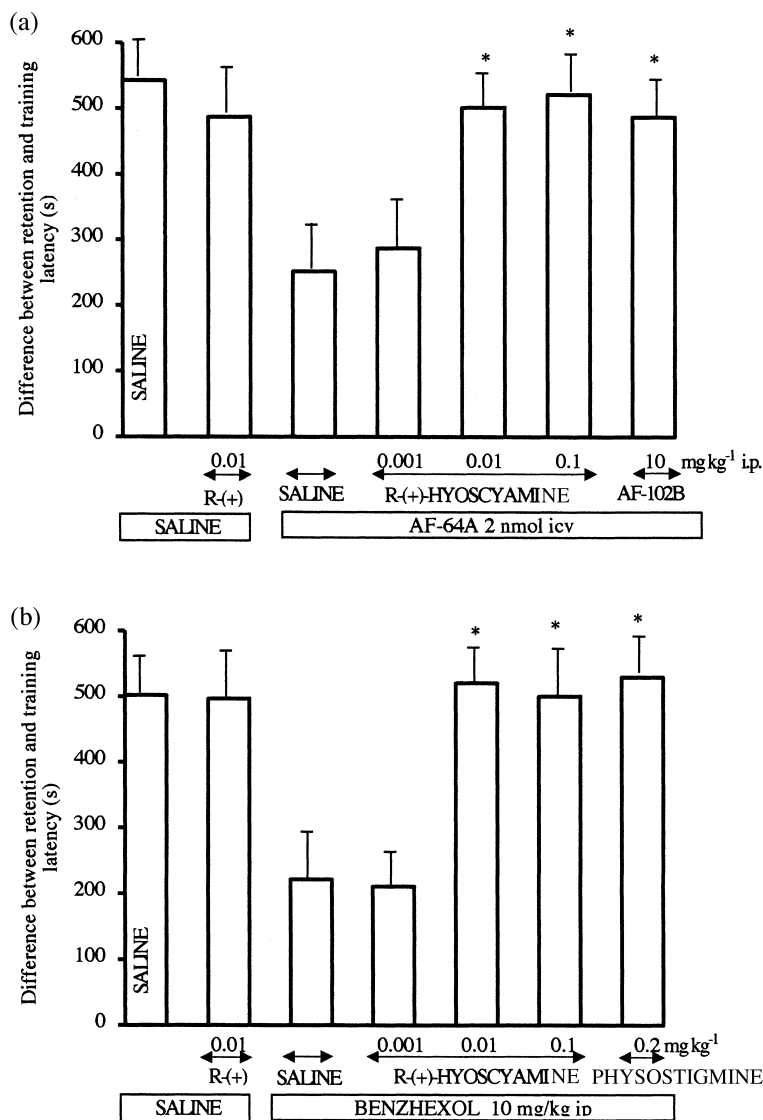 (a)
Difference between retention and training
latency (s)
600
500
400
300
200
100
0
SALINE
*
*
*
0.01 0.001 0.01 0.1 10 mg kg-1 i.p.
R-(+) SALINE R-(+)-HYOSCYAMINE AF-102B
SALINE AF-64A 2 nmol icv
(b)
Difference between retention and training
latency (s)
600
500
400
300
200
100
0
SALINE
*
*
*
0.01 0.001 0.01 0.1 0.2 mg kg-1
R-(+) SALINE R-(+)-HYOSCYAMINE PHYSOSTIGMINE
SALINE BENZHEXOL 10 mg/kg ip